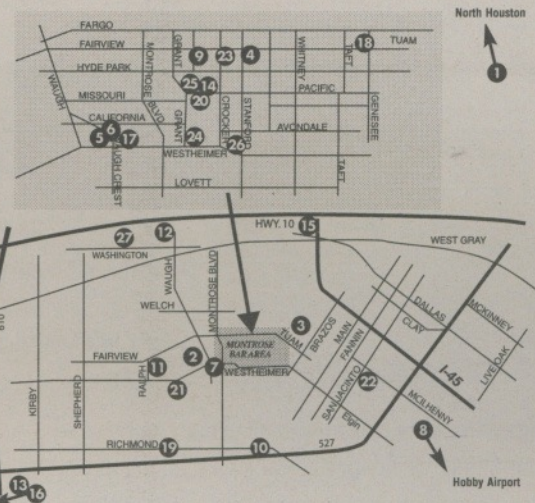 North Houston
1
FARGO
FAIRVIEW
TUAM
HYDE PARK
MONTROSE BLVD
GRANT
9
23
4
WHITNEY
TAFT
18
25
14
20
PACIFIC
MISSOURI
WAUGH
CALIFORNIA
GRANT
CROCKER
STANFORD
AVONDALE
GENESEE
5
6
17
24
26
WESTHEIMER
TAFT
LOVETT
HWY. 10
15
WEST GRAY
27
12
WASHINGTON
WAUGH
MONTROSE BLVD
WELCH
610
3
TUAM
BRAZOS
MAIN
FANNIN
DALLAS
CLAY
MCKINNEY
LIVE OAK
MONTROSE
BAR AREA
FAIRVIEW
2
7
WESTHEIMER
RALPH
11
21
KIRBY
SHEPHERD
SAN JACINTO
22
I-45
MCILHENNY
Elgin
RICHMOND
19
10
527
8
Hobby Airport
13
16